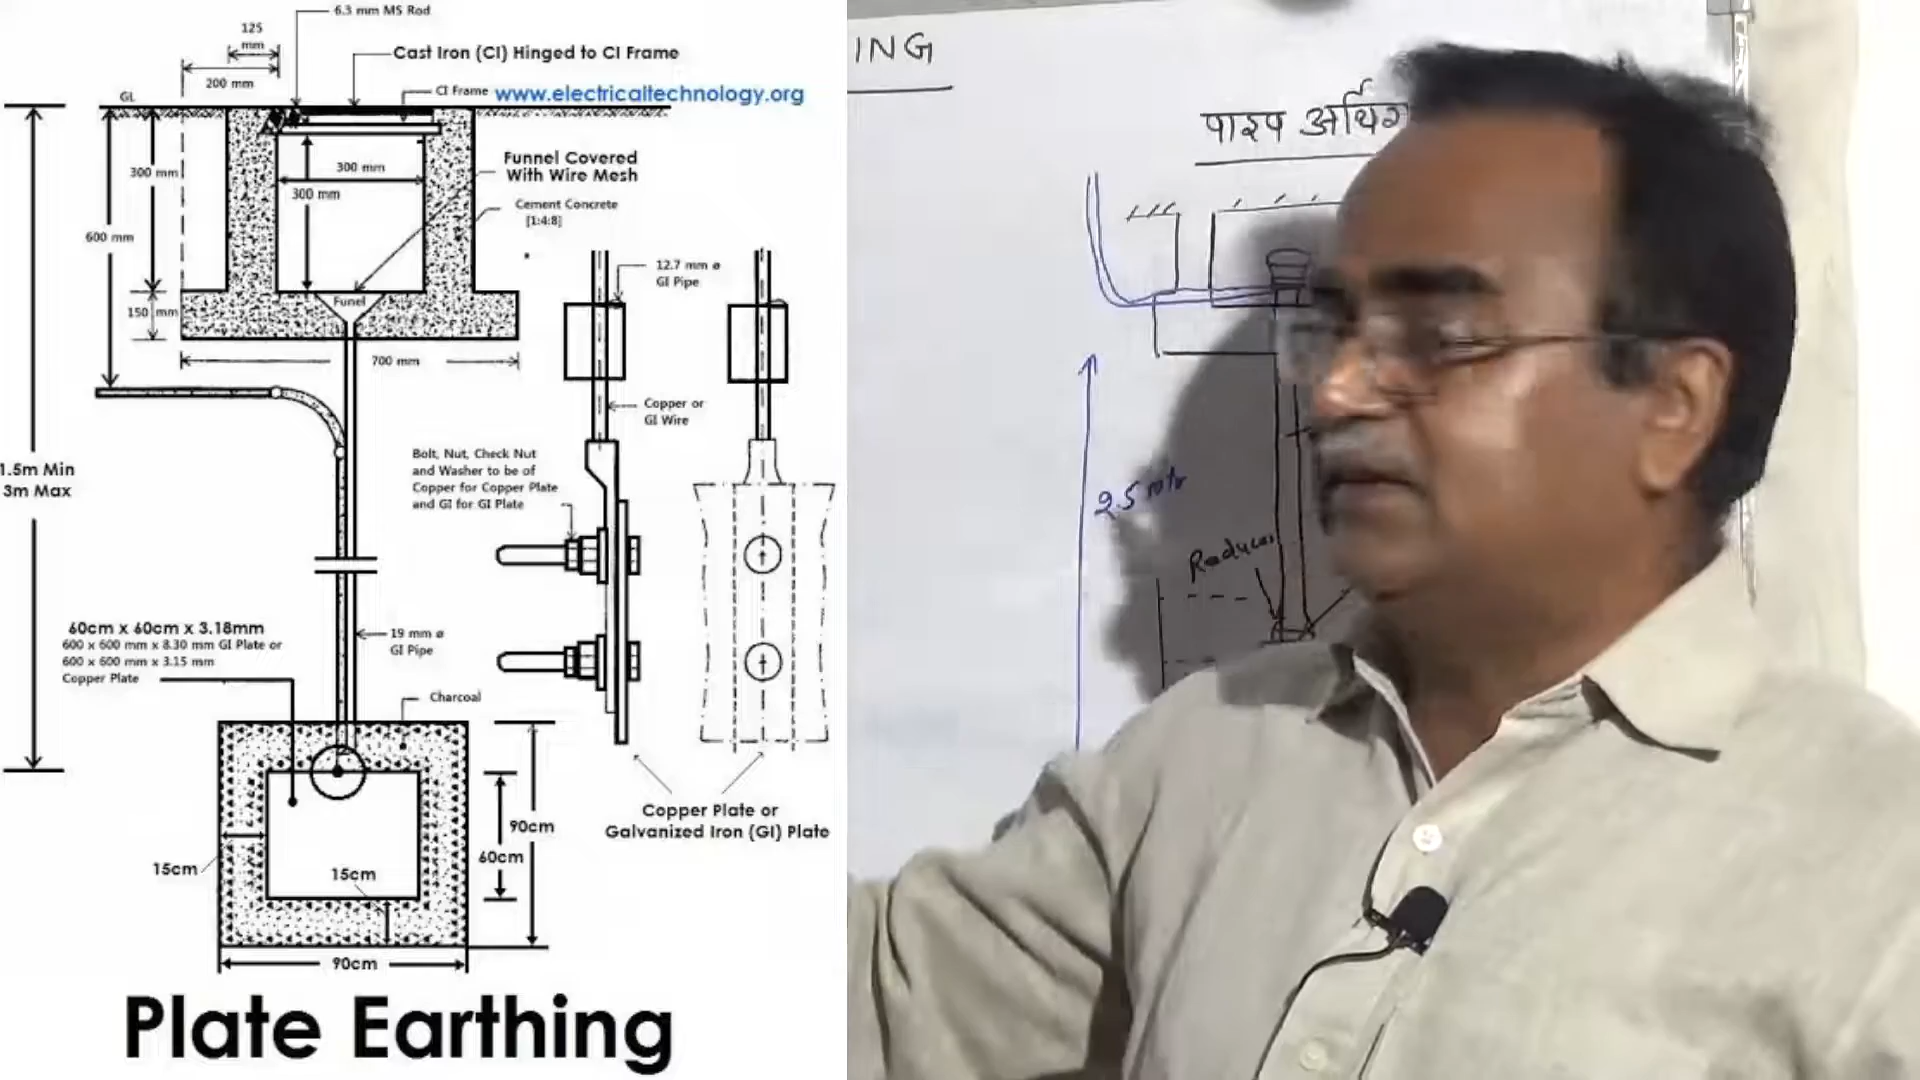 6.3 mm MS Rod
125
mm
Cast Iron (CI) Hinged to CI Frame
200 mm
GL
CI Frame
www.electricaltechnology.org
Funnel Covered
With Wire Mesh
300 mm
300 mm
300 mm
Cement Concrete
[1:4:8]
600 mm
12.7 mm ø
GI Pipe
Funel
150 mm
700 mm
Copper or
GI Wire
Bolt, Nut, Check Nut
and Washer to be of
Copper for Copper Plate
and GI for GI Plate
1.5m Min
3m Max
60cm x 60cm x 3.18mm
600 x 600 mm x 8.30 mm GI Plate or
600 x 600 mm x 3.15 mm
Copper Plate
19 mm ø
GI Pipe
Charcoal
Copper Plate or
Galvanized Iron (GI) Plate
90cm
60cm
15cm
15cm
90cm
Plate Earthing
ING
पाइप
2.5 mtr
Reducer